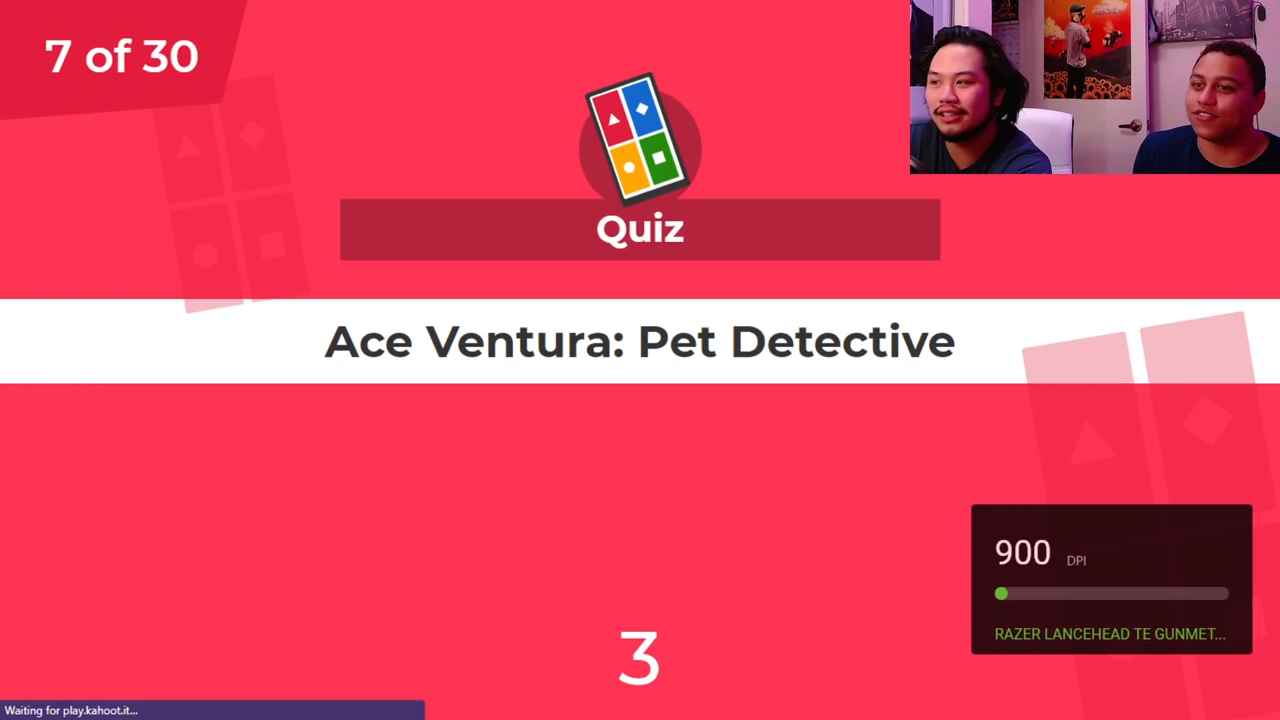 7 of 30
Quiz
Ace Ventura: Pet Detective
900 DPI
RAZER LANCEHEAD TE GUNMET...
3
Waiting for play.kahoot.it...